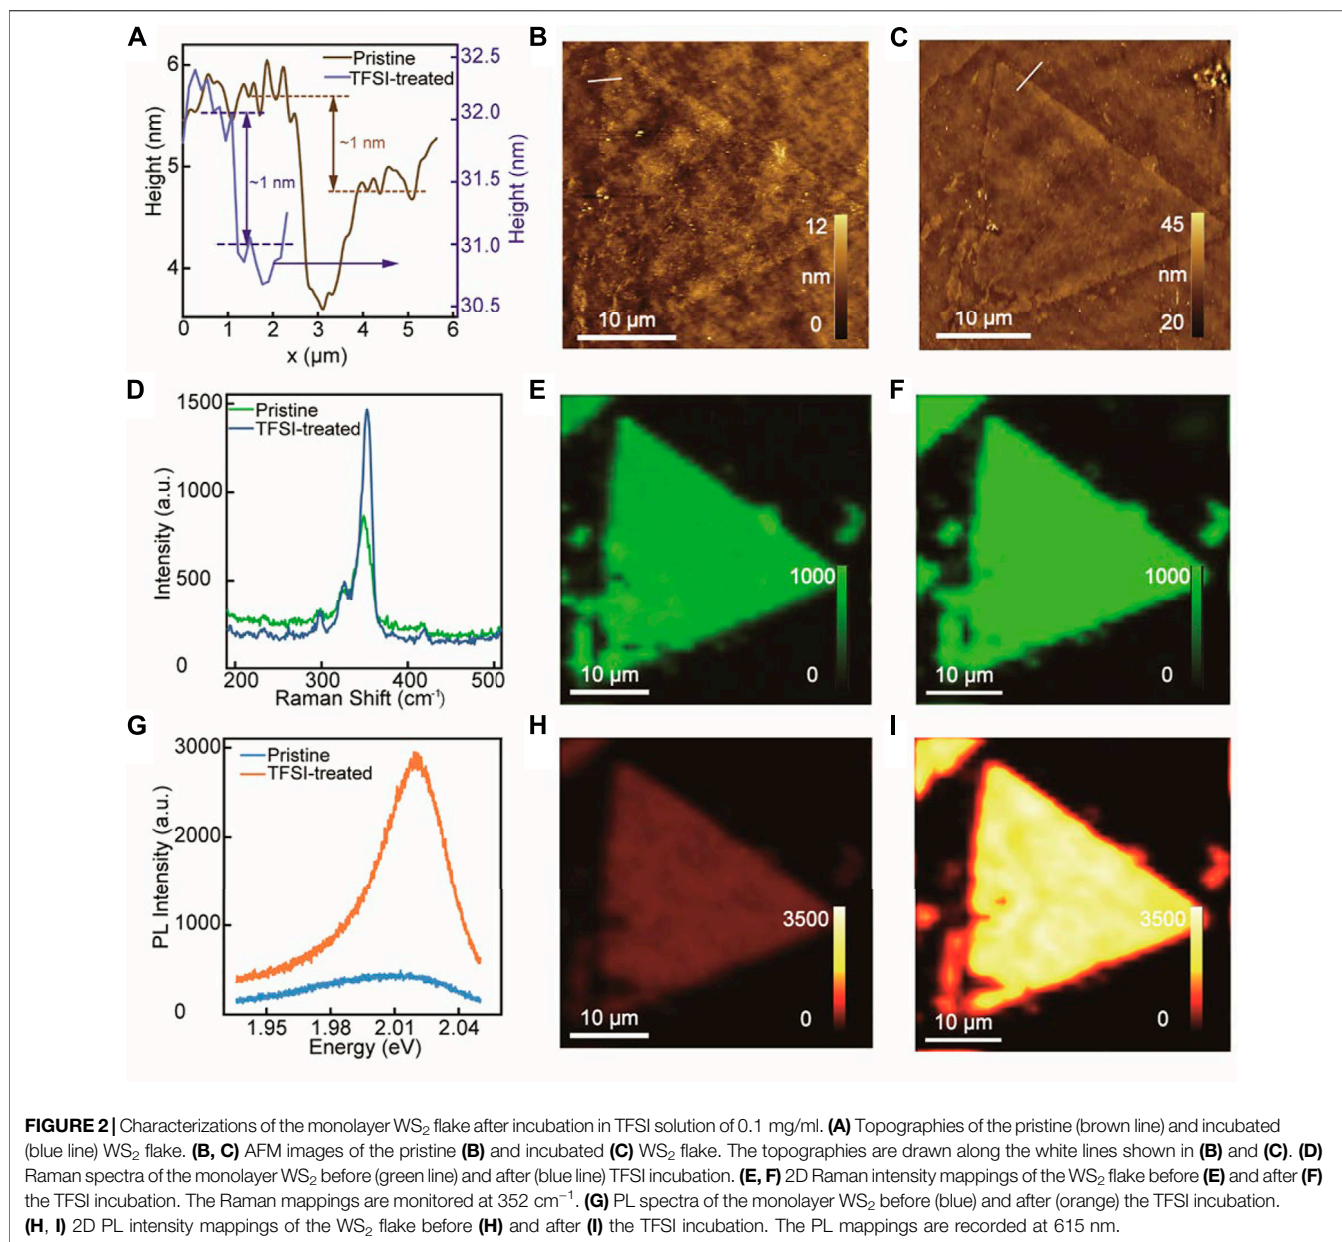 A
B
C
6
5
4
Height (nm)
Pristine
TFSI-treated
~1 nm
~1 nm
32.5
32.0
31.5
31.0
30.5
Height (nm)
0 1 2 3 4 5 6
x (µm)
12
nm
0
10 µm
45
nm
20
10 µm
D
E
F
1500
1000
500
0
Intensity (a.u.)
Pristine
TFSI-treated
200 300 400 500
Raman Shift (cm⁻¹)
1000
0
10 µm
1000
0
10 µm
G
H
I
3000
2000
1000
0
PL Intensity (a.u.)
Pristine
TFSI-treated
1.95 1.98 2.01 2.04
Energy (eV)
3500
0
10 µm
3500
0
10 µm
FIGURE 2 | Characterizations of the monolayer WS₂ flake after incubation in TFSI solution of 0.1 mg/ml. (A) Topographies of the pristine (brown line) and incubated
(blue line) WS₂ flake. (B, C) AFM images of the pristine (B) and incubated (C) WS₂ flake. The topographies are drawn along the white lines shown in (B) and (C). (D)
Raman spectra of the monolayer WS₂ before (green line) and after (blue line) TFSI incubation. (E, F) 2D Raman intensity mappings of the WS₂ flake before (E) and after (F)
the TFSI incubation. The Raman mappings are monitored at 352 cm⁻¹. (G) PL spectra of the monolayer WS₂ before (blue) and after (orange) the TFSI incubation.
(H, I) 2D PL intensity mappings of the WS₂ flake before (H) and after (I) the TFSI incubation. The PL mappings are recorded at 615 nm.